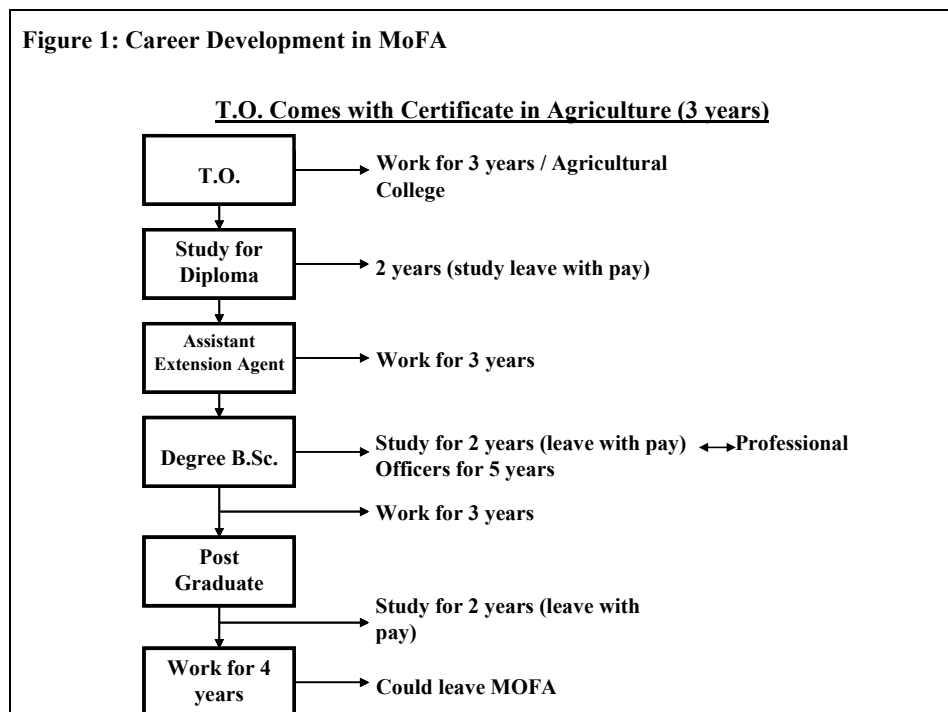 Figure 1: Career Development in MoFA
T.O. Comes with Certificate in Agriculture (3 years)
T.O.
Work for 3 years / Agricultural
College
Study for
Diploma
2 years (study leave with pay)
Assistant
Extension Agent
Work for 3 years
Degree B.Sc.
Study for 2 years (leave with pay)
Professional
Officers for 5 years
Work for 3 years
Post
Graduate
Study for 2 years (leave with
pay)
Work for 4
years
Could leave MOFA